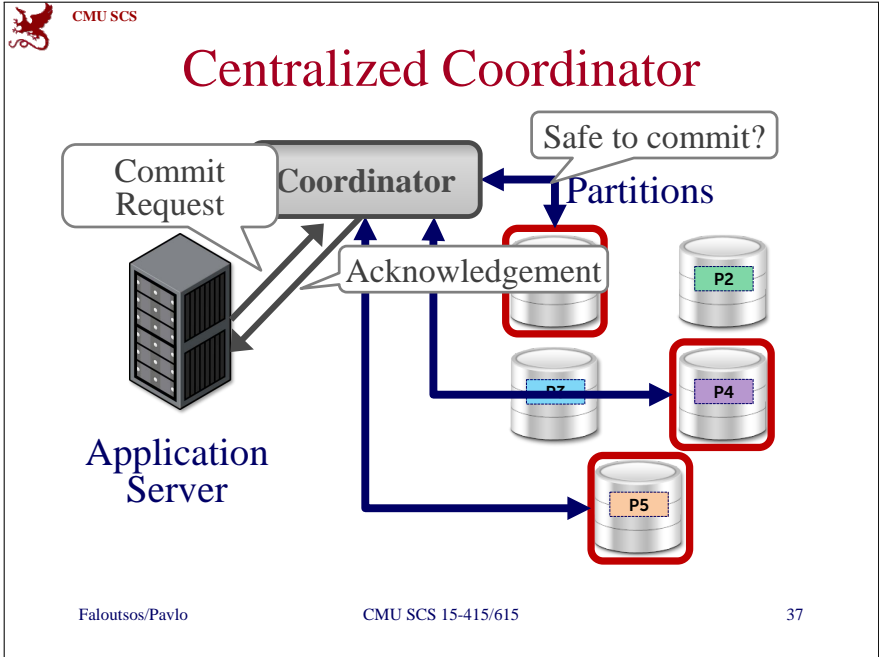 CMU SCS
Centralized Coordinator
Safe to commit?
Commit
Request
Coordinator
Partitions
Acknowledgement
P2
P3
P4
Application
Server
P5
Faloutsos/Pavlo
CMU SCS 15-415/615
37